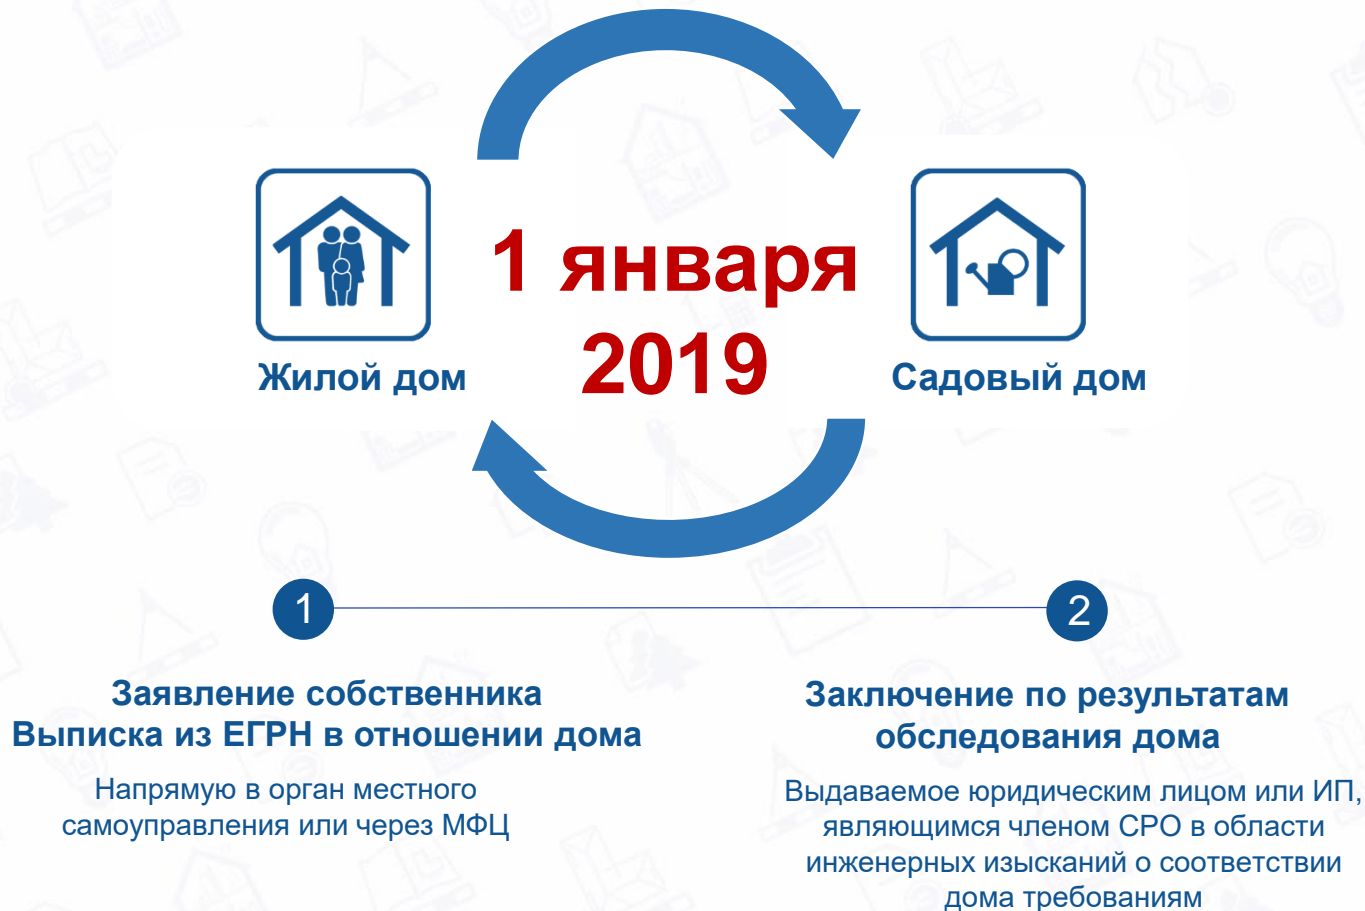 1 января
2019
Жилой дом
Садовый дом
1
2
Заявление собственника
Выписка из ЕГРН в отношении дома
Напрямую в орган местного
самоуправления или через МФЦ
Заключение по результатам
обследования дома
Выдаваемое юридическим лицом или ИП,
являющимся членом СРО в области
инженерных изысканий о соответствии
дома требованиям